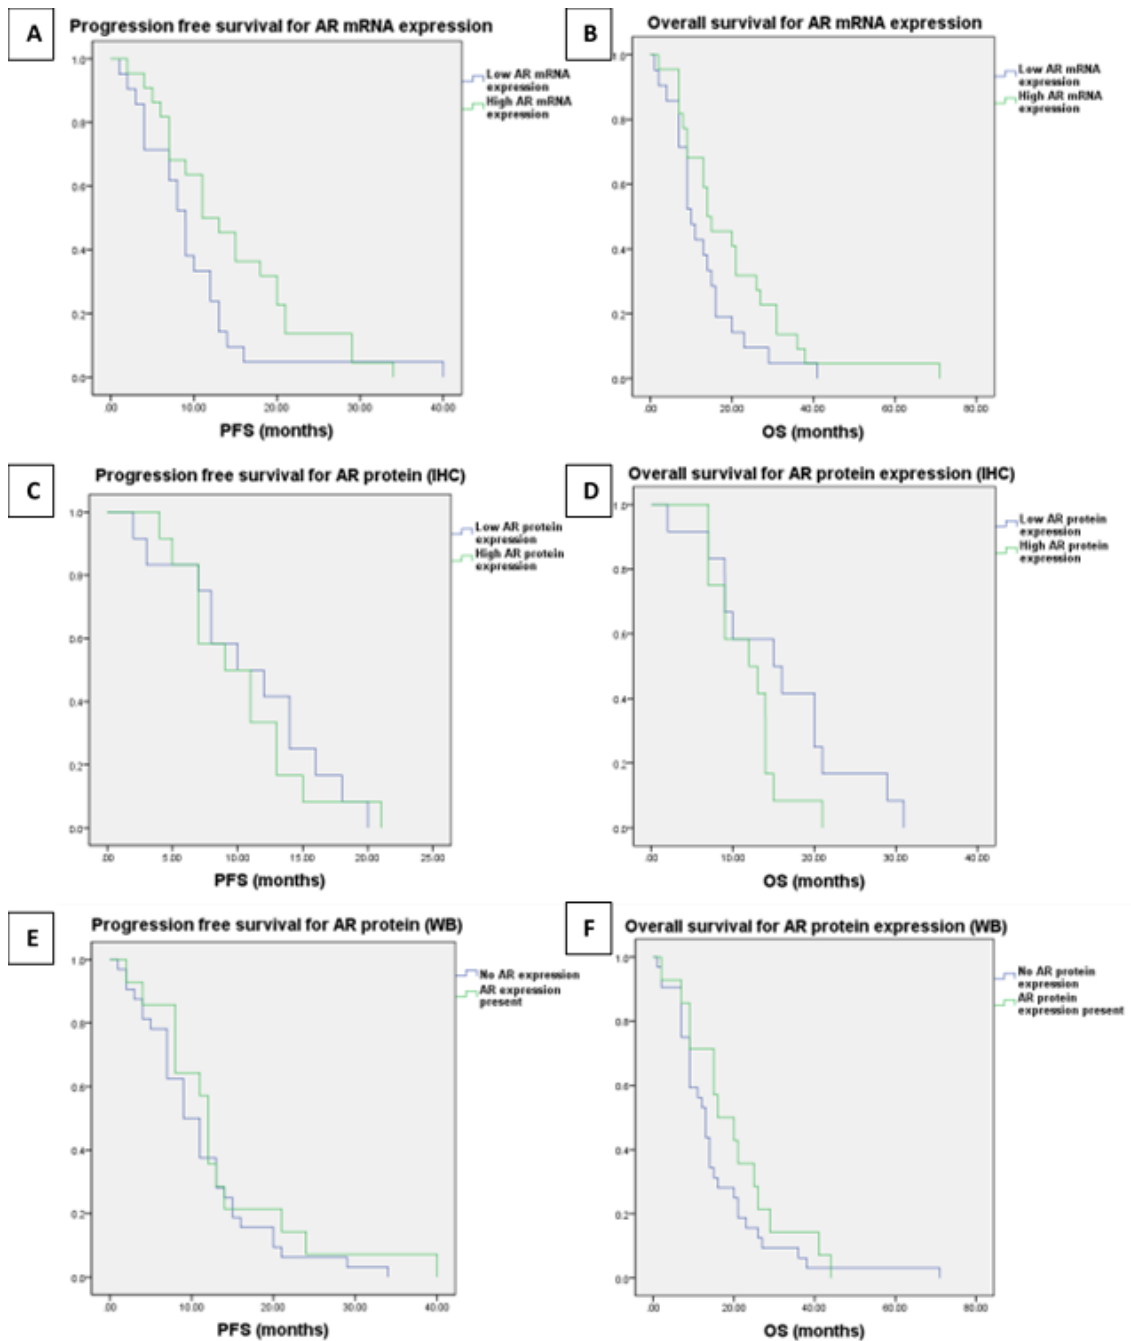 A
Progression free survival for AR mRNA expression
Low AR mRNA
expression
High AR mRNA
expression
1.0
0.8
0.6
0.4
0.2
0.0
.00 10.00 20.00 30.00 40.00
PFS (months)
B
Overall survival for AR mRNA expression
Low AR mRNA
expression
High AR mRNA
expression
1.0
0.8
0.6
0.4
0.2
0.0
.00 20.00 40.00 60.00 80.00
OS (months)
C
Progression free survival for AR protein (IHC)
Low AR protein
expression
High AR protein
expression
1.0
0.8
0.6
0.4
0.2
0.0
.00 5.00 10.00 15.00 20.00 25.00
PFS (months)
D
Overall survival for AR protein expression (IHC)
Low AR protein
expression
High AR protein
expression
1.0
0.8
0.6
0.4
0.2
0.0
.00 10.00 20.00 30.00 40.00
OS (months)
E
Progression free survival for AR protein (WB)
No AR expression
AR expression
present
1.0
0.8
0.6
0.4
0.2
0.0
.00 10.00 20.00 30.00 40.00
PFS (months)
F
Overall survival for AR protein expression (WB)
No AR protein
expression
AR protein
expression present
1.0
0.8
0.6
0.4
0.2
0.0
.00 20.00 40.00 60.00 80.00
OS (months)